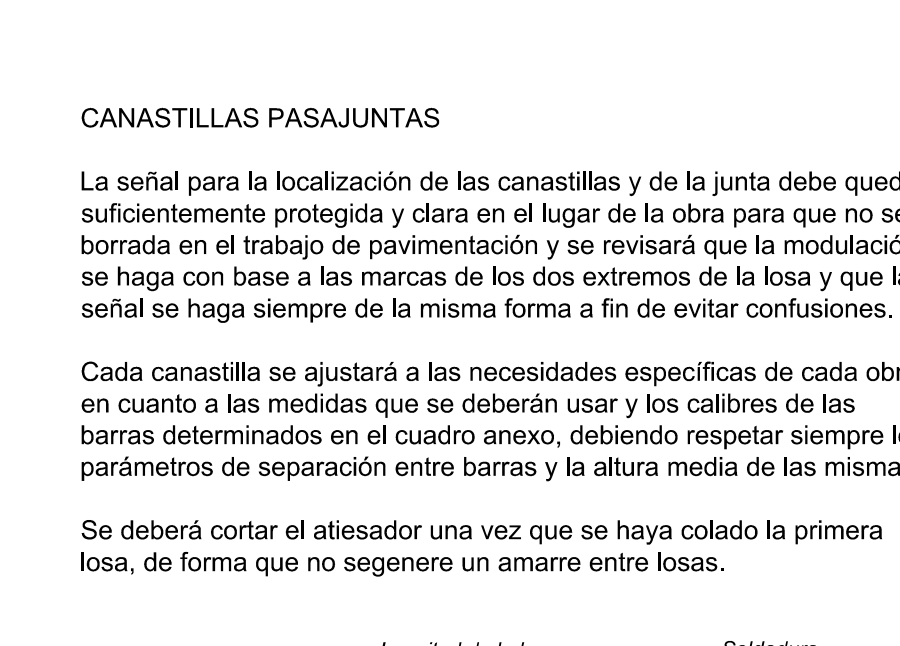 CANASTILLAS PASAJUNTAS
La señal para la localización de las canastillas y de la junta debe qued
suficientemente protegida y clara en el lugar de la obra para que no se
borrada en el trabajo de pavimentación y se revisará que la modulació
se haga con base a las marcas de los dos extremos de la losa y que la
señal se haga siempre de la misma forma a fin de evitar confusiones.
Cada canastilla se ajustará a las necesidades específicas de cada obr
en cuanto a las medidas que se deberán usar y los calibres de las
barras determinados en el cuadro anexo, debiendo respetar siempre lo
parámetros de separación entre barras y la altura media de las misma
Se deberá cortar el atiesador una vez que se haya colado la primera
losa, de forma que no segenere un amarre entre losas.
Soldadura